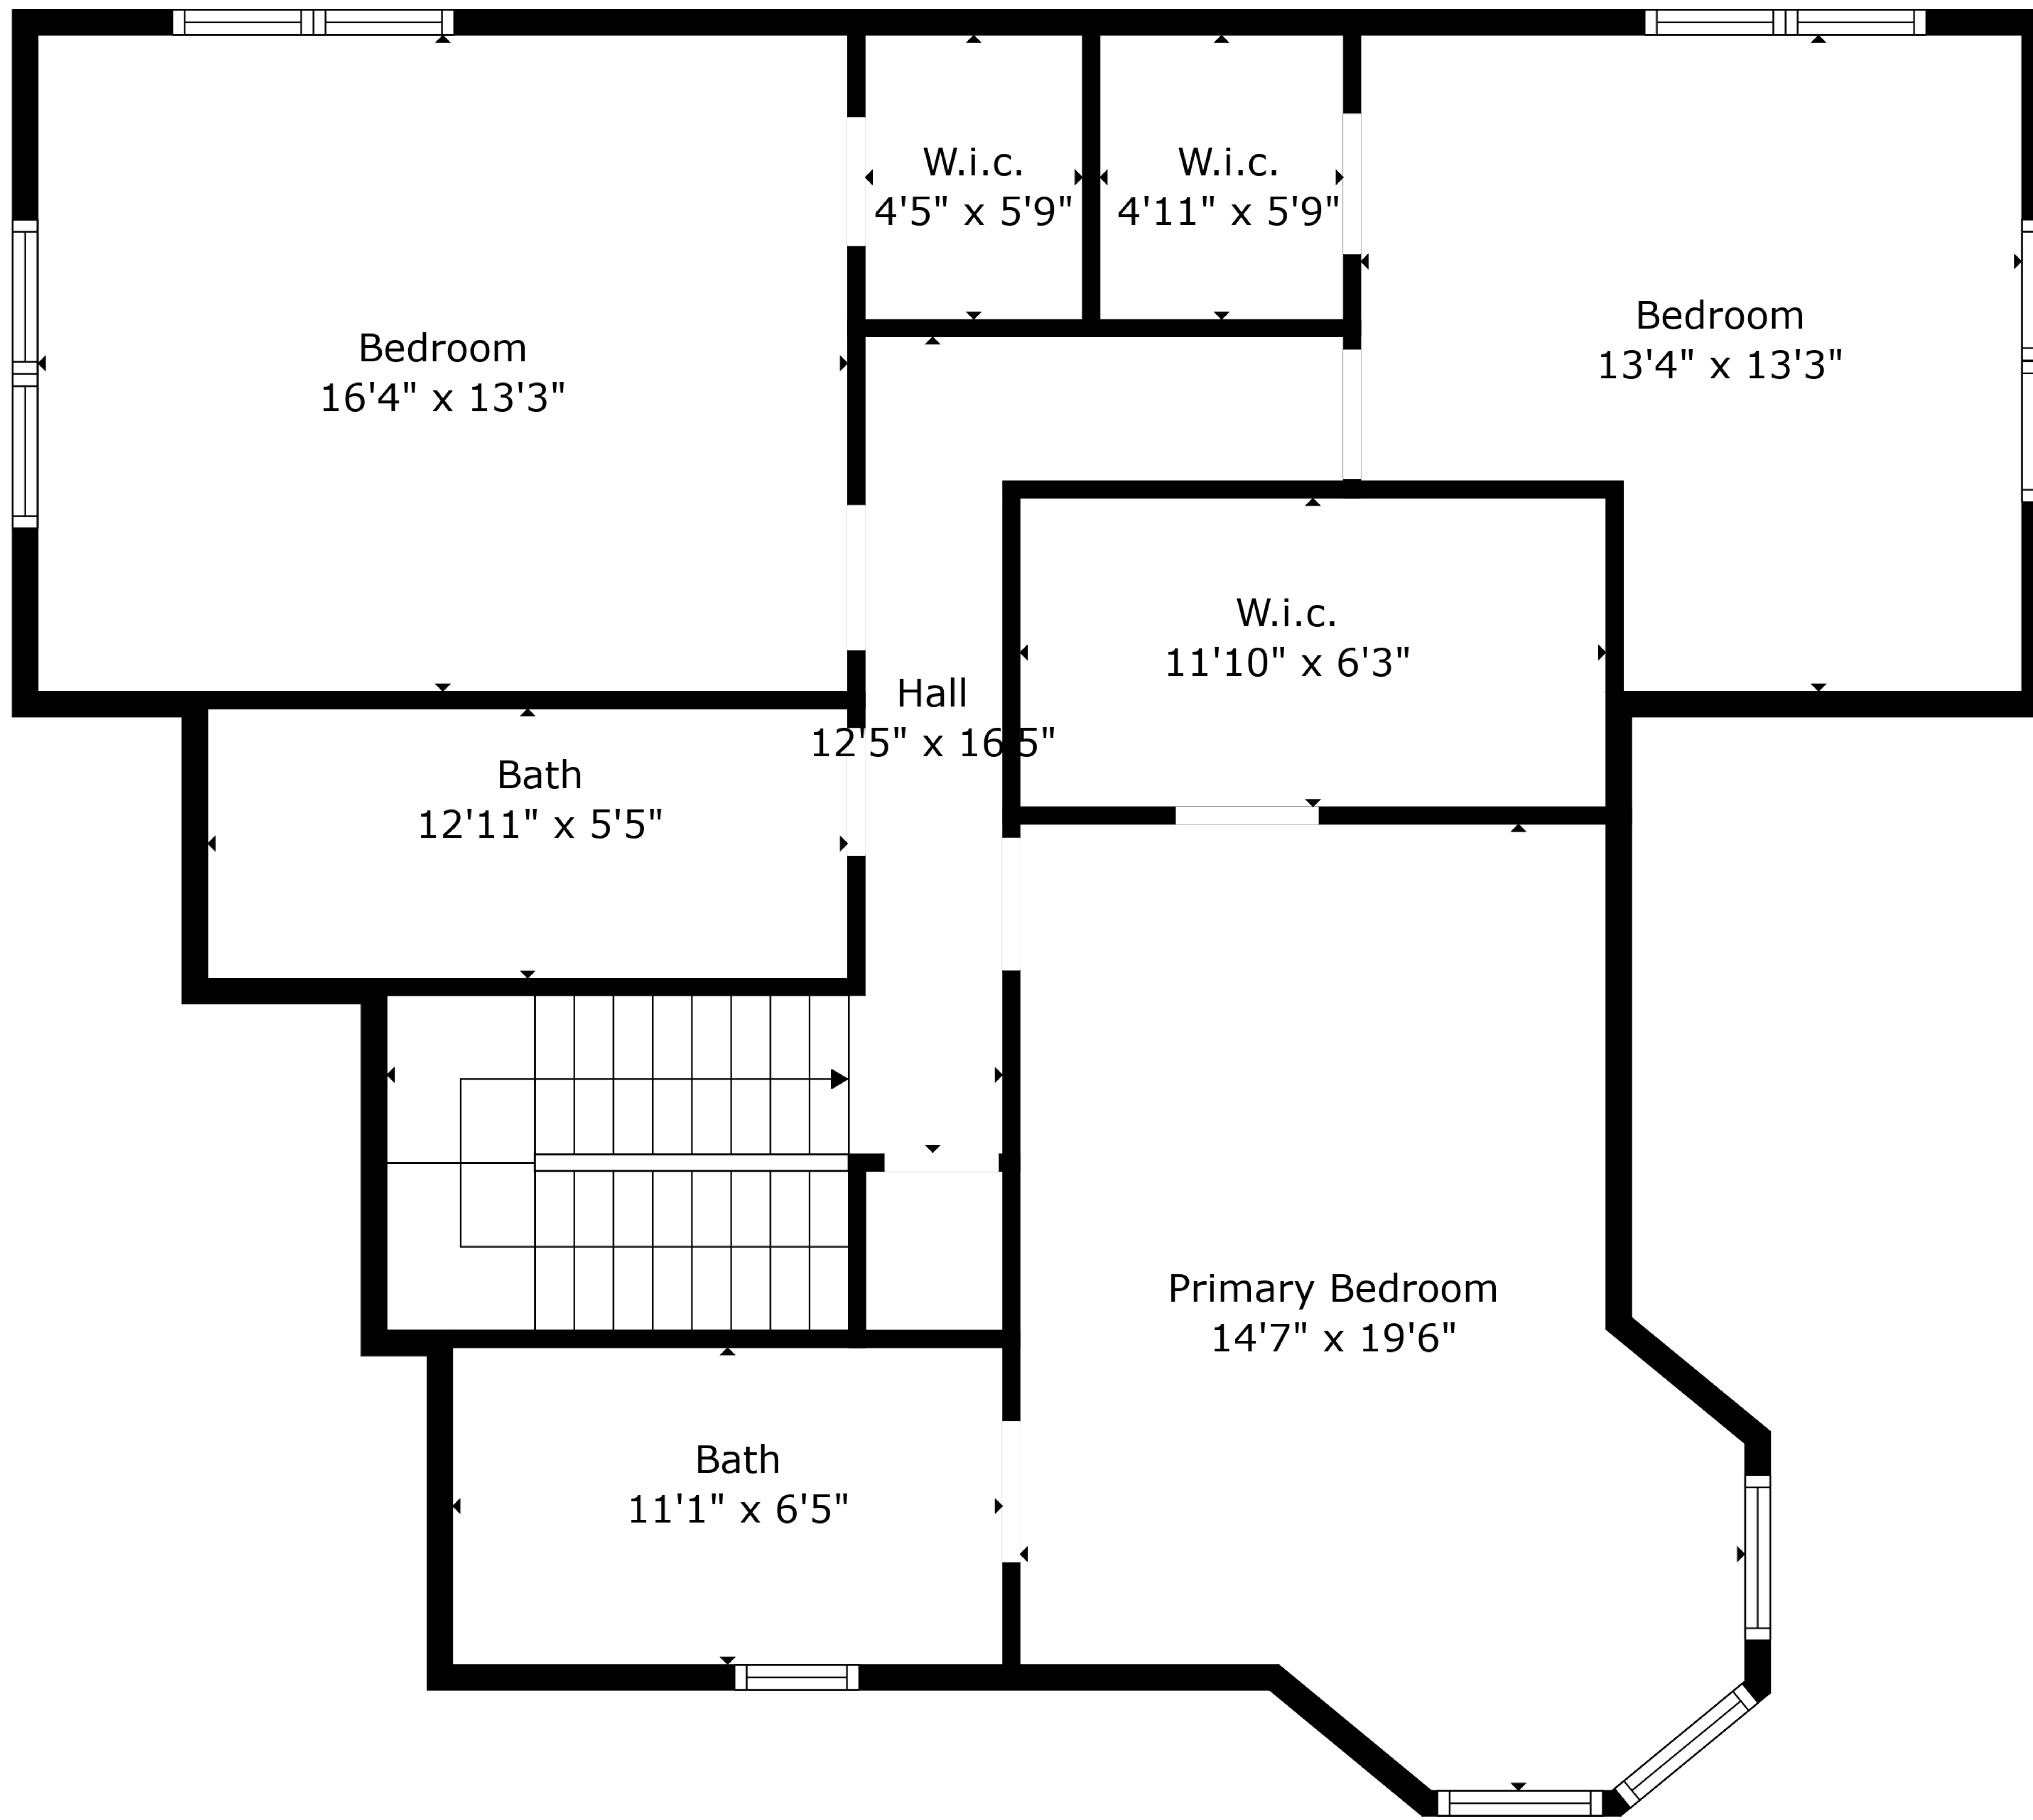 W.i.c.
4'5" x 5'9"
W.i.c.
4'11" x 5'9"
Bedroom
13'4" x 13'3"
Bedroom
16'4" x 13'3"
W.i.c.
11'10" x 6'3"
Hall
12'5" x 16'5"
Bath
12'11" x 5'5"
Primary Bedroom
14'7" x 19'6"
Bath
11'1" x 6'5"